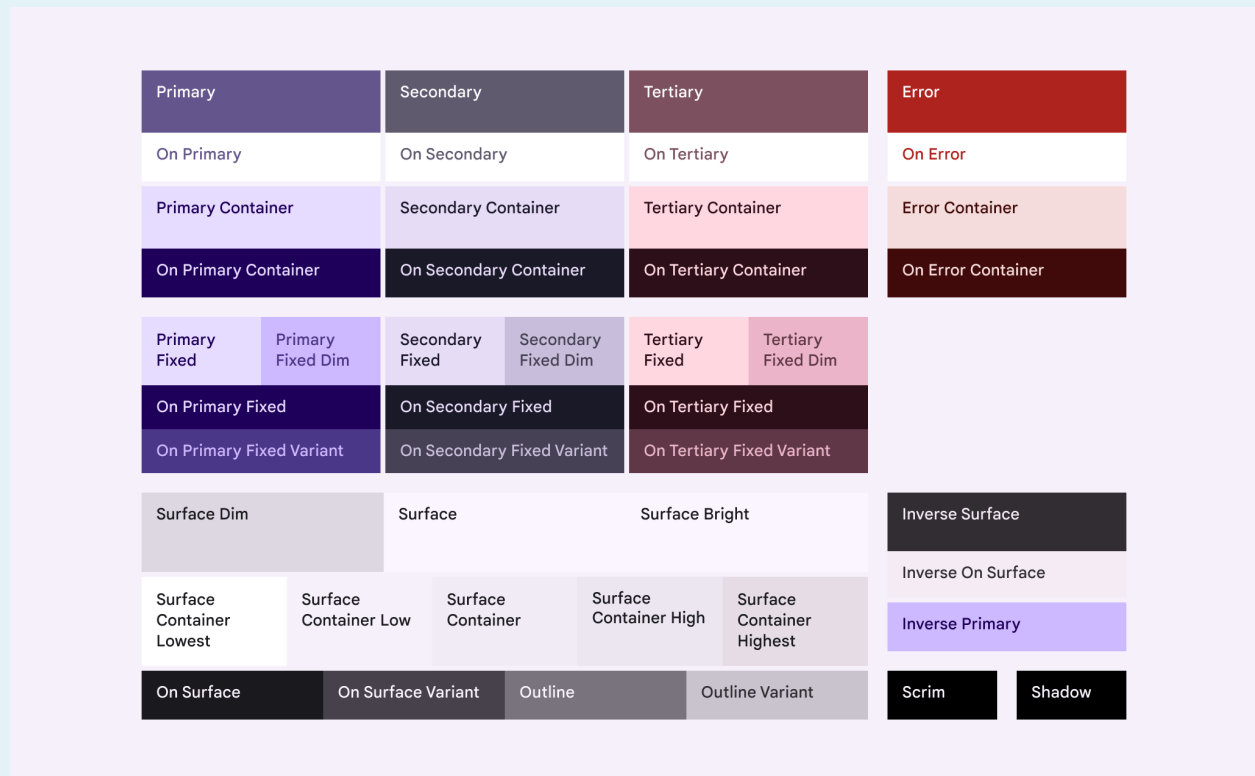 Primary
Secondary
Tertiary
Error
On Primary
On Secondary
On Tertiary
On Error
Primary Container
Secondary Container
Tertiary Container
Error Container
On Primary Container
On Secondary Container
On Tertiary Container
On Error Container
Primary
Fixed
Primary
Fixed Dim
Secondary
Fixed
Secondary
Fixed Dim
Tertiary
Fixed
Tertiary
Fixed Dim
On Primary Fixed
On Secondary Fixed
On Tertiary Fixed
On Primary Fixed Variant
On Secondary Fixed Variant
On Tertiary Fixed Variant
Surface Dim
Surface
Surface Bright
Inverse Surface
Inverse On Surface
Inverse Primary
Surface
Container
Lowest
Surface
Container Low
Surface
Container
Surface
Container High
Surface
Container
Highest
On Surface
On Surface Variant
Outline
Outline Variant
Scrim
Shadow